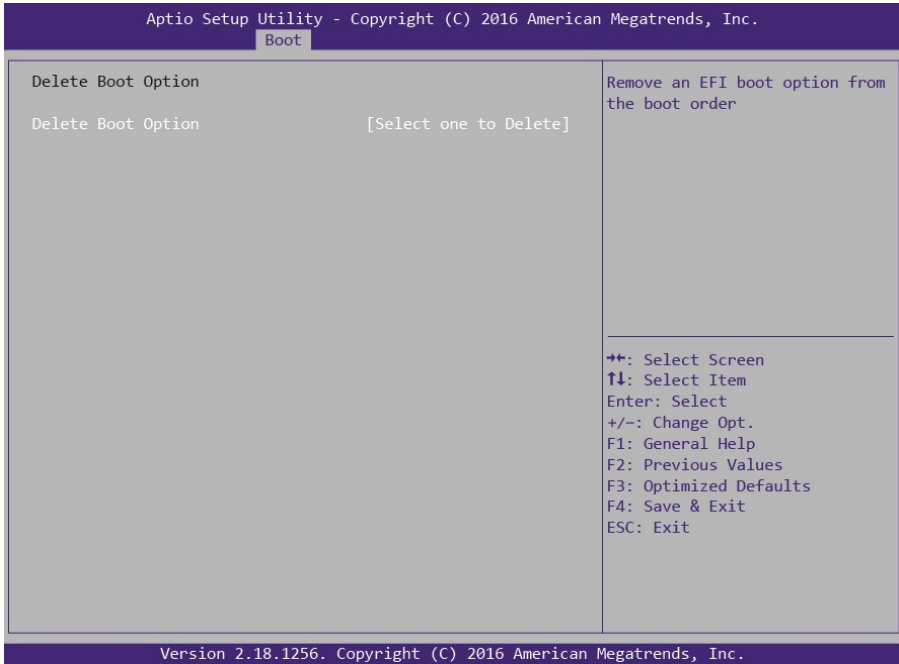 Aptio Setup Utility - Copyright (C) 2016 American Megatrends, Inc.
Boot
Delete Boot Option
Delete Boot Option [Select one to Delete]
Remove an EFI boot option from
the boot order
→←: Select Screen
↑↓: Select Item
Enter: Select
+/−: Change Opt.
F1: General Help
F2: Previous Values
F3: Optimized Defaults
F4: Save & Exit
ESC: Exit
Version 2.18.1256. Copyright (C) 2016 American Megatrends, Inc.